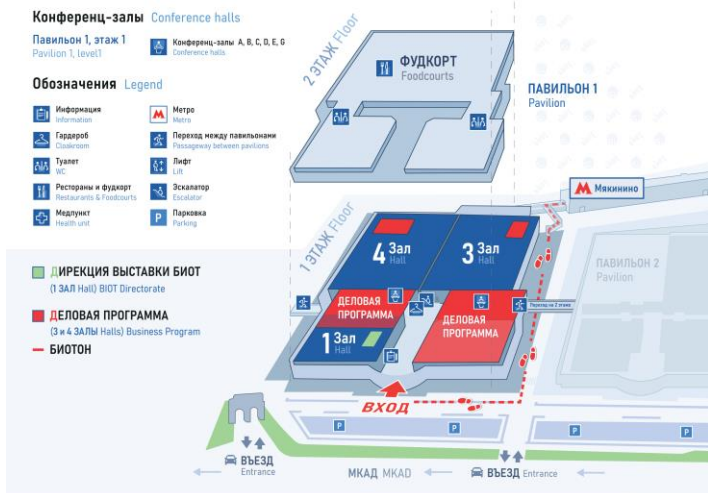 Конференц-залы Conference halls
Павильон 1, этаж 1
Pavilion 1, level1
Конференц-залы A, B, C, D, E, G
Conference halls
Обозначения Legend
Информация
Information
Гардероб
Cloakroom
Туалет
WC
Рестораны и фудкорт
Restaurants & Foodcourts
Медпункт
Health unit
Метро
Metro
Переход между павильонами
Passageway between pavilions
Лифт
Lift
Эскалатор
Escalator
P
Парковка
Parking
ДИРЕКЦИЯ ВЫСТАВКИ БИОТ
(1 ЗАЛ Hall) BIOT Directorate
ДЕЛОВАЯ ПРОГРАММА
(3 и 4 ЗАЛЫ Halls) Business Program
БИОТОН
2 ЭТАЖ Floor
ФУДКОРТ
Foodcourts
ПАВИЛЬОН 1
Pavilion
Мякинино
1 ЭТАЖ Floor
4 Зал
Hall
3 Зал
Hall
ПАВИЛЬОН 2
Pavilion
ДЕЛОВАЯ
ПРОГРАММА
ДЕЛОВАЯ
ПРОГРАММА
Переход на 2 этаже
1 Зал
Hall
ВХОД
P
P
P
P
ВЪЕЗД
Entrance
МКАД MKAD
ВЪЕЗД Entrance